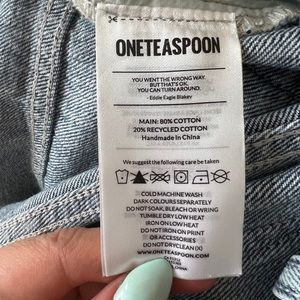 ONETEASPOON
YOU WENT THE WRONG WAY.
BUT THAT'S OK.
YOU CAN TURN AROUND.
- Eddie Eagle Blakey
MAIN: 80% COTTON
20% RECYCLED COTTON
Handmade In China
We suggest the following care be taken
COLD MACHINE WASH
DARK COLOURS SEPARATELY
DO NOT SOAK, BLEACH OR WRING
TUMBLE DRY LOW HEAT
IRON ON LOW HEAT
DO NOT IRON ON PRINT
OR ACCESSORIES
DO NOT DRYCLEAN (X)
WWW.ONETEASPOON.COM